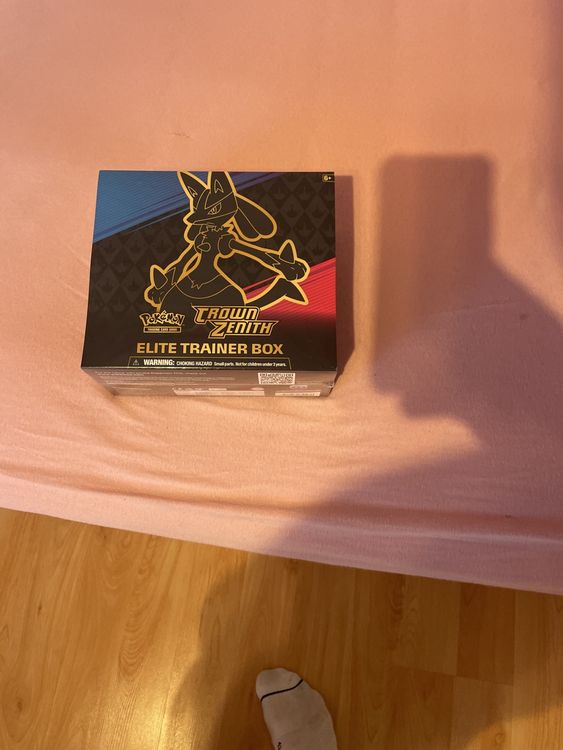 6+
Pokémon
TRADING CARD GAME
CROWN
ZENITH
ELITE TRAINER BOX
WARNING: CHOKING HAZARD Small parts. Not for children under 3 years.